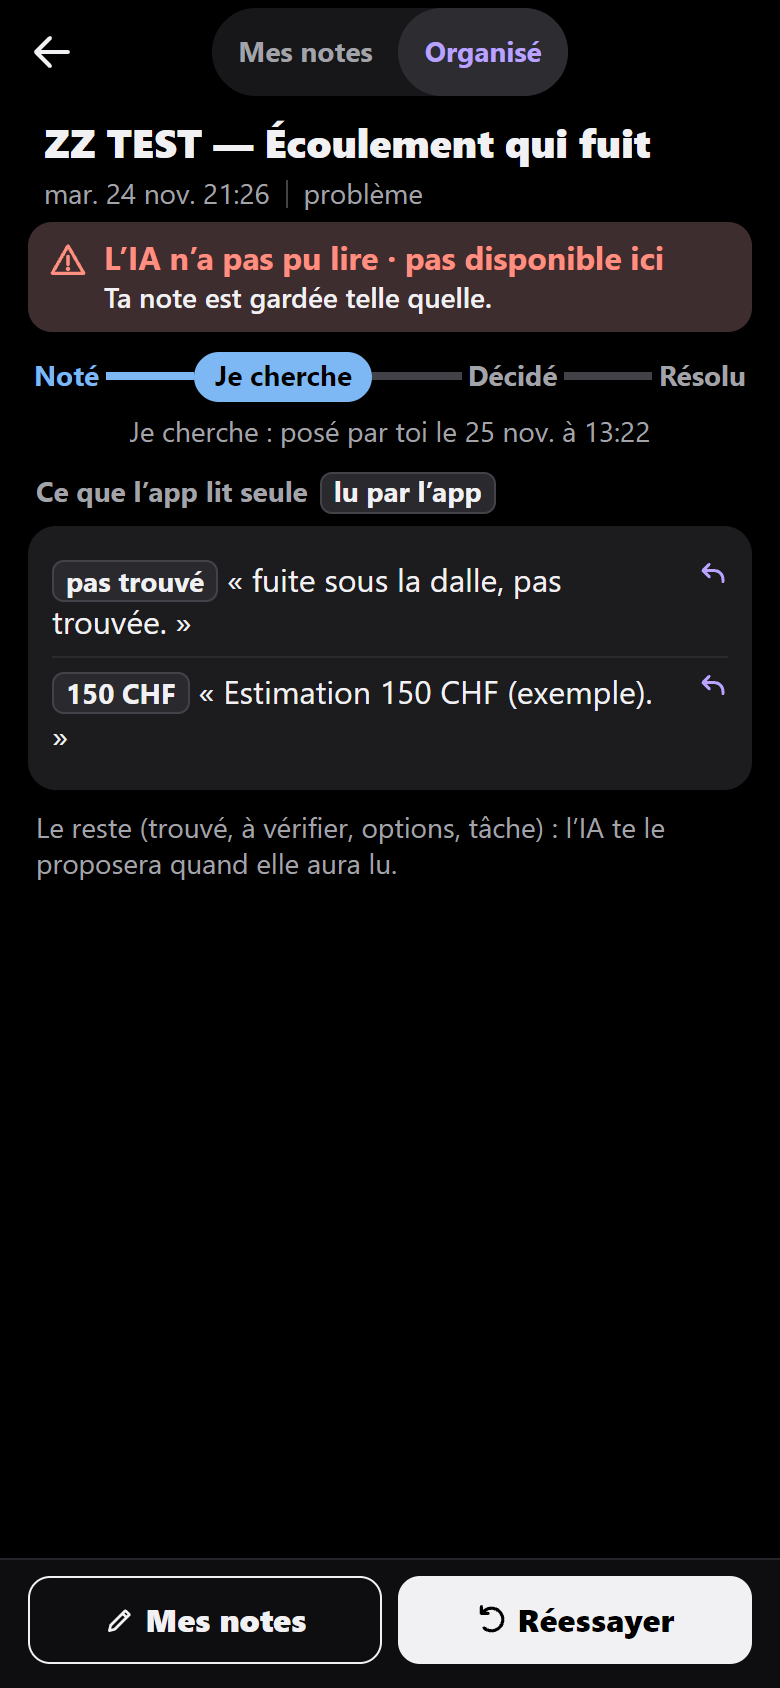 Mes notes
Organisé
ZZ TEST — Écoulement qui fuit
mar. 24 nov. 21:26 | problème
L’IA n’a pas pu lire · pas disponible ici
Ta note est gardée telle quelle.
Noté
Je cherche
Décidé
Résolu
Je cherche : posé par toi le 25 nov. à 13:22
Ce que l’app lit seule lu par l’app
pas trouvé « fuite sous la dalle, pas
trouvée. »
150 CHF « Estimation 150 CHF (exemple).
»
Le reste (trouvé, à vérifier, options, tâche) : l’IA te le
proposera quand elle aura lu.
Mes notes
Réessayer